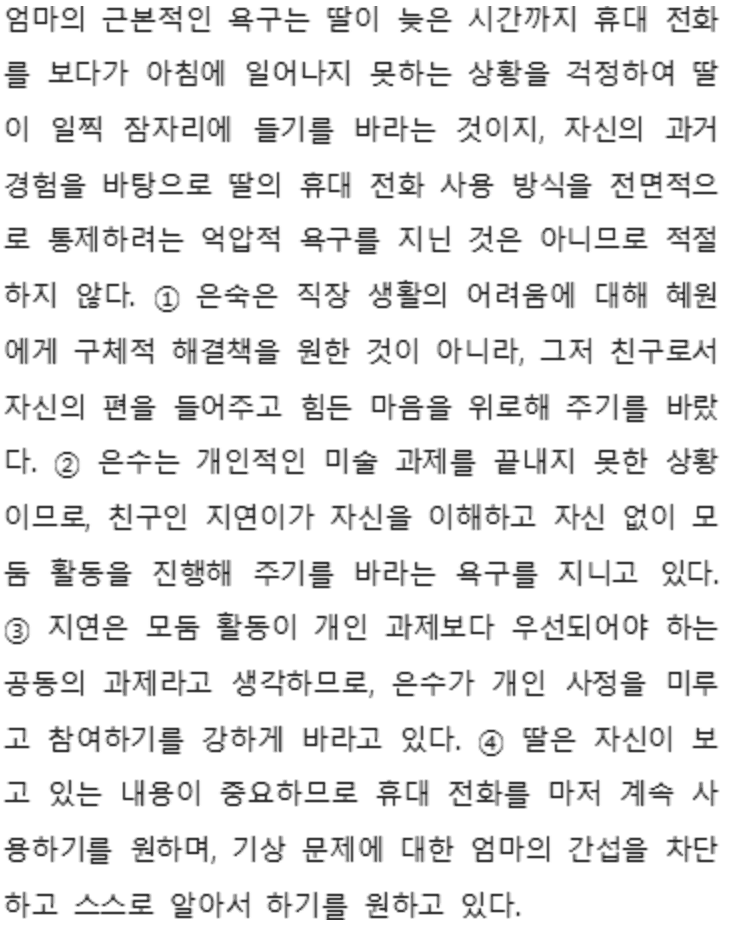 엄마의 근본적인 욕구는 딸이 늦은 시간까지 휴대 전화
를 보다가 아침에 일어나지 못하는 상황을 걱정하여 딸
이 일찍 잠자리에 들기를 바라는 것이지, 자신의 과거
경험을 바탕으로 딸의 휴대 전화 사용 방식을 전면적으
로 통제하려는 억압적 욕구를 지닌 것은 아니므로 적절
하지 않다. ① 은숙은 직장 생활의 어려움에 대해 혜원
에게 구체적 해결책을 원한 것이 아니라, 그저 친구로서
자신의 편을 들어주고 힘든 마음을 위로해 주기를 바랐
다. ② 은수는 개인적인 미술 과제를 끝내지 못한 상황
이므로, 친구인 지연이가 자신을 이해하고 자신 없이 모
둠 활동을 진행해 주기를 바라는 욕구를 지니고 있다.
③ 지연은 모둠 활동이 개인 과제보다 우선되어야 하는
공동의 과제라고 생각하므로, 은수가 개인 사정을 미루
고 참여하기를 강하게 바라고 있다. ④ 딸은 자신이 보
고 있는 내용이 중요하므로 휴대 전화를 마저 계속 사
용하기를 원하며, 기상 문제에 대한 엄마의 간섭을 차단
하고 스스로 알아서 하기를 원하고 있다.